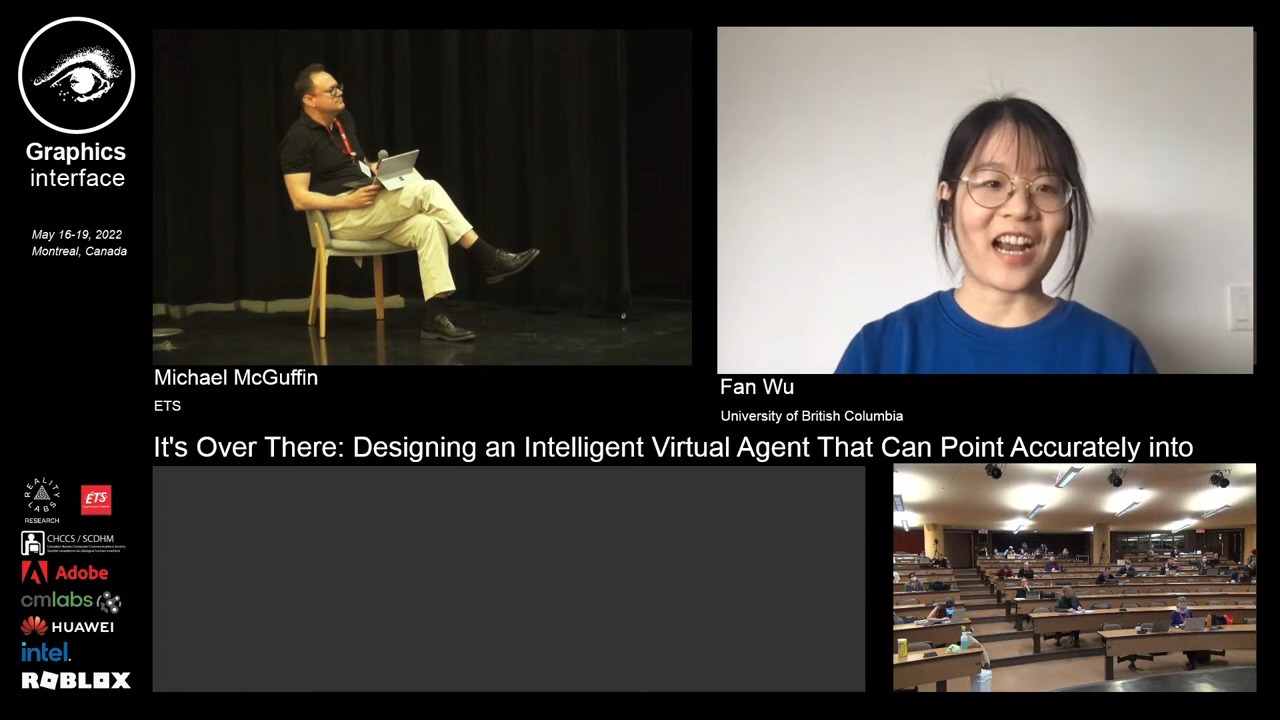 Graphics
interface
May 16-19, 2022
Montreal, Canada
Michael McGuffin
ETS
Fan Wu
University of British Columbia
It's Over There: Designing an Intelligent Virtual Agent That Can Point Accurately into
REALITY LABS
RESEARCH
ÉTS
CHCCS / SCDHM
Adobe
cmlabs
HUAWEI
intel.
ROBLOX